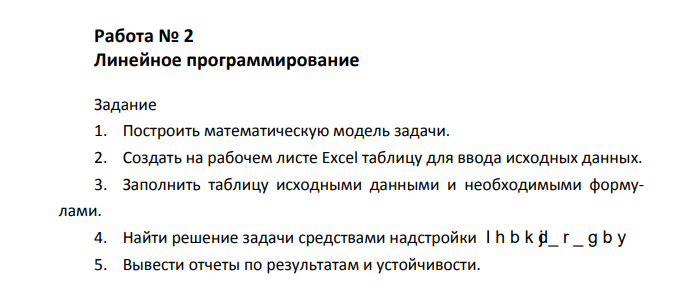 Работа № 2
Линейное программирование
Задание
1. Построить математическую модель задачи.
2. Создать на рабочем листе Excel таблицу для ввода исходных данных.
3. Заполнить таблицу исходными данными и необходимыми форму-
лами.
4. Найти решение задачи средствами надстройки
5. Вывести отчеты по результатам и устойчивости.